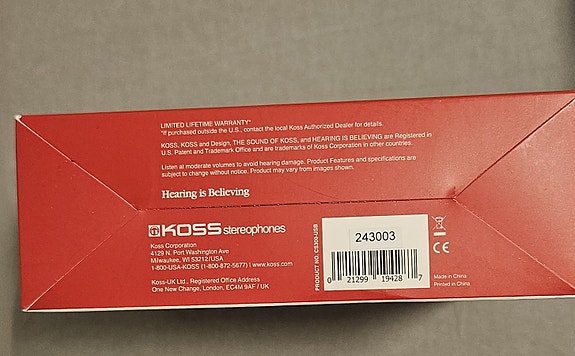 LIMITED LIFETIME WARRANTY*
*If purchased outside the U.S., contact the local Koss Authorized Dealer for details.
KOSS, KOSS and Design, THE SOUND OF KOSS, and HEARING IS BELIEVING are Registered in
U.S. Patent and Trademark Office and are trademarks of Koss Corporation in other countries.
Listen at moderate volumes to avoid hearing damage. Product Features and specifications are
subject to change without notice. Product may vary from images shown.
Hearing is Believing
KOSS stereophones
Koss Corporation
4129 N. Port Washington Ave
Milwaukee, WI 53212/USA
1-800-USA-KOSS (1-800-872-5677) | www.koss.com
Koss-UK Ltd., Registered Office Address
One New Change, London, EC4M 9AF / UK
PRODUCT NO. CS300-USB
243003
0 21299 19428 7
CE
Made in China
Printed in China